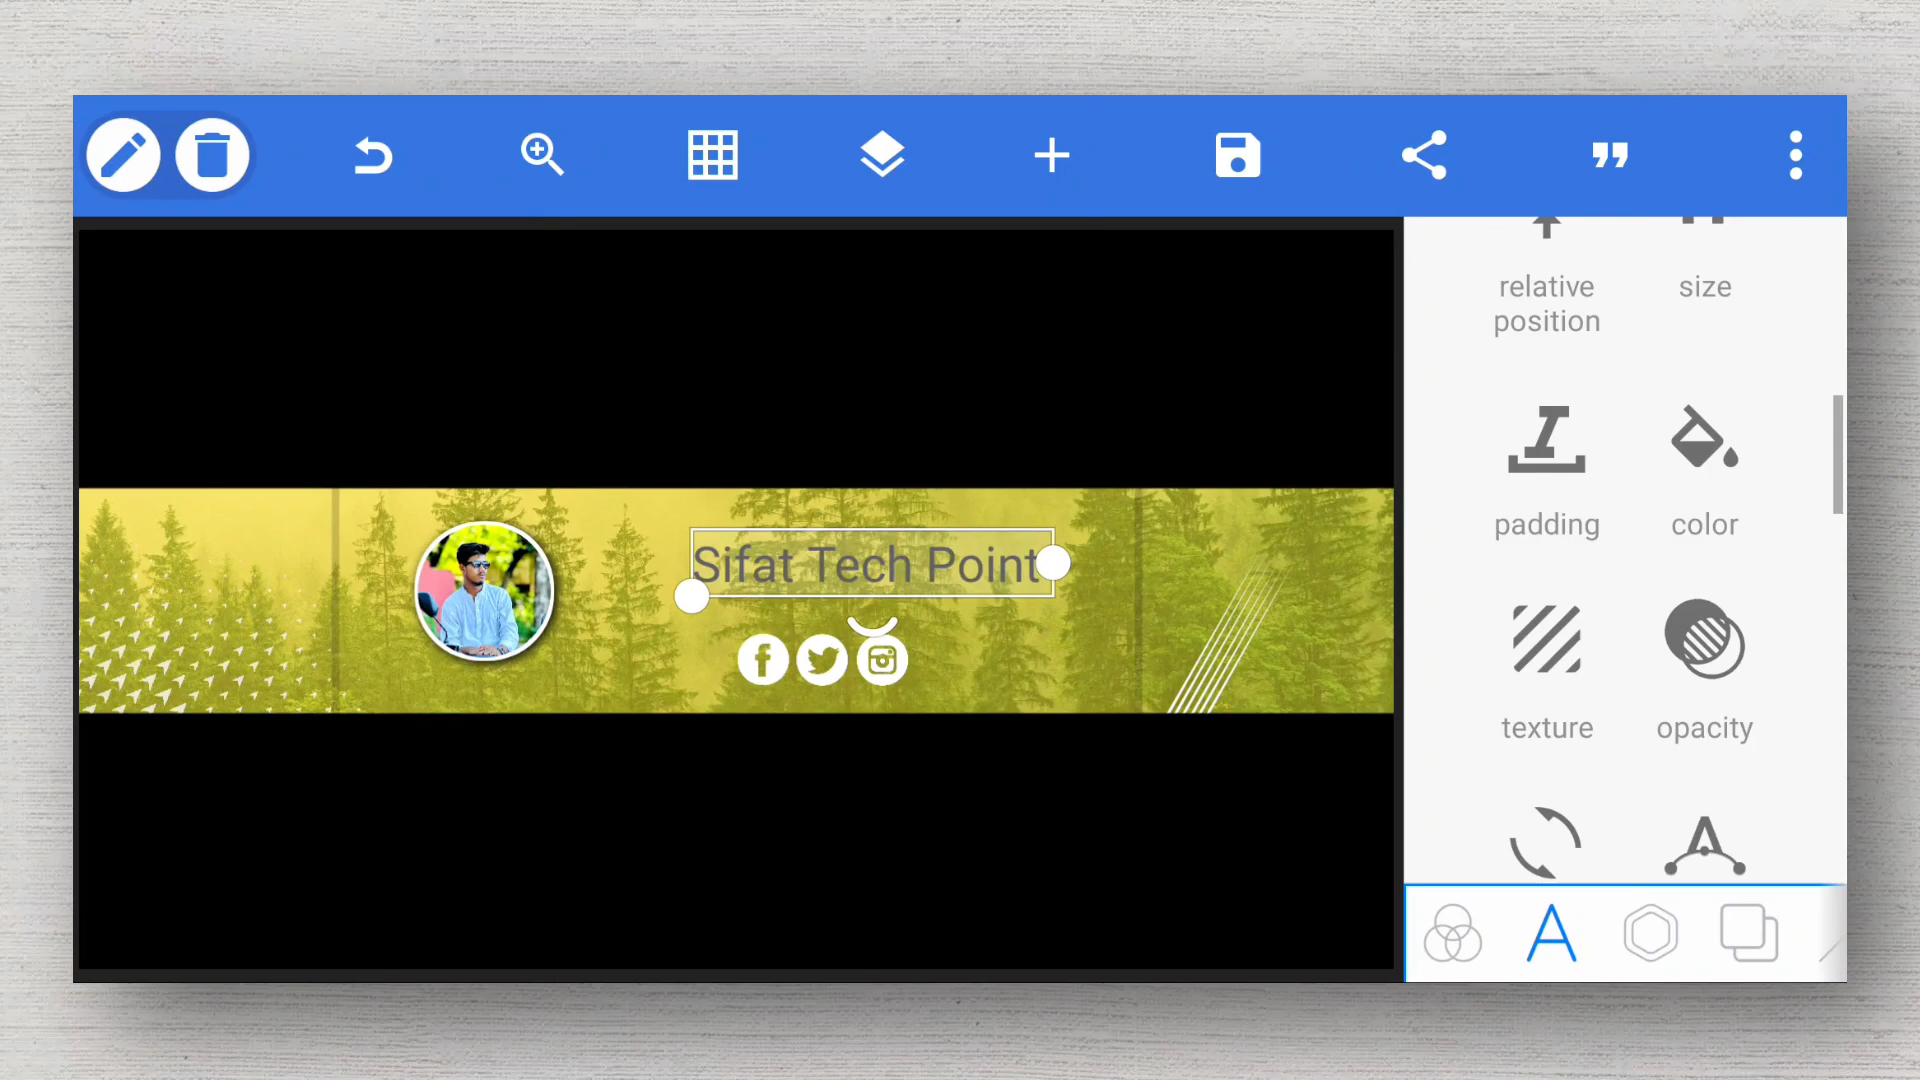 relative
position
size
padding
color
Sifat Tech Point
texture
opacity